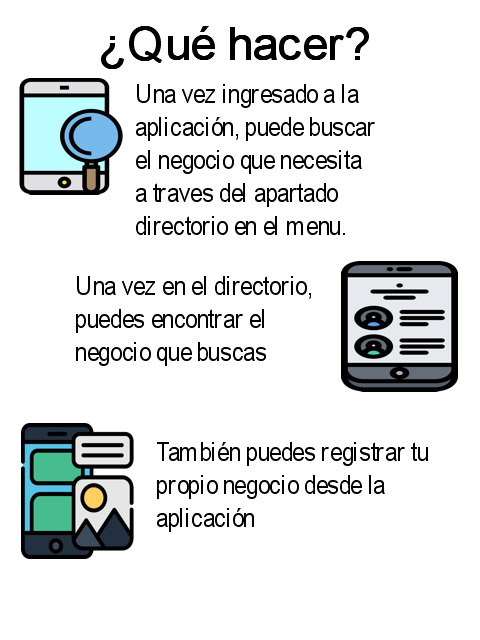 ¿Qué hacer?
Una vez ingresado a la
aplicación, puede buscar
el negocio que necesita
a traves del apartado
directorio en el menu.
Una vez en el directorio,
puedes encontrar el
negocio que buscas
También puedes registrar tu
propio negocio desde la
aplicación